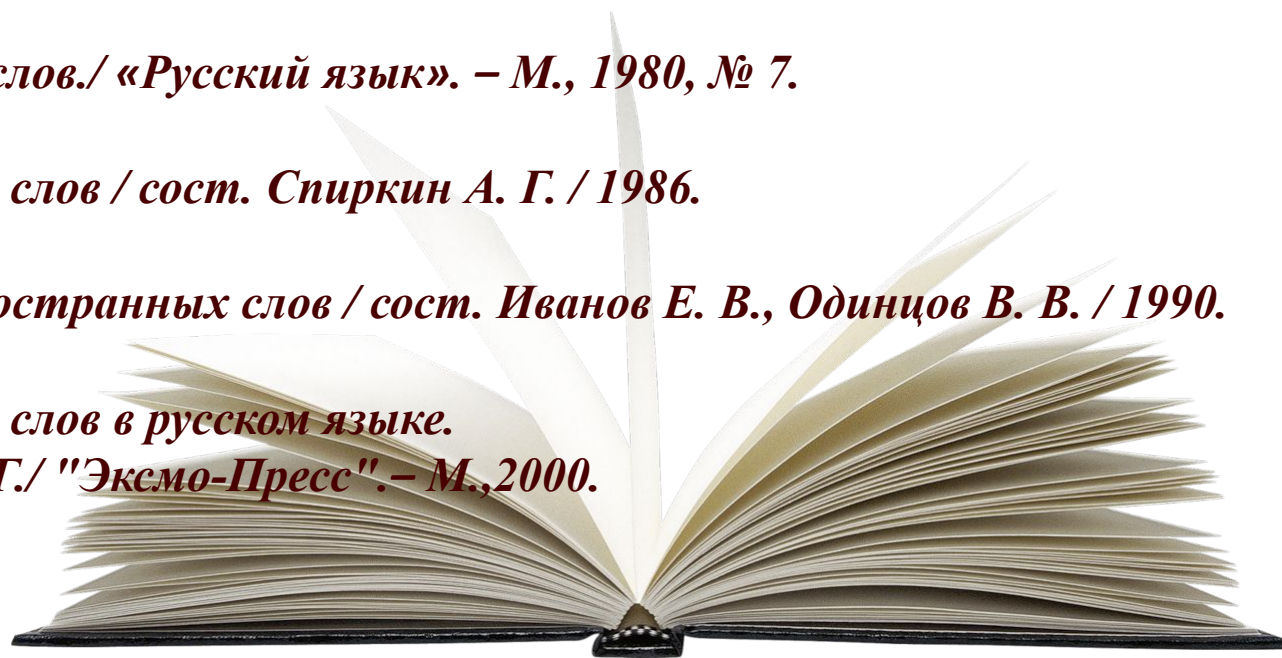 слов./ «Русский язык». – М., 1980, № 7.
слов / сост. Спиркин А. Г. / 1986.
остранных слов / сост. Иванов Е. В., Одинцов В. В. / 1990.
слов в русском языке.
Г./ "Эксмо-Пресс".– М.,2000.